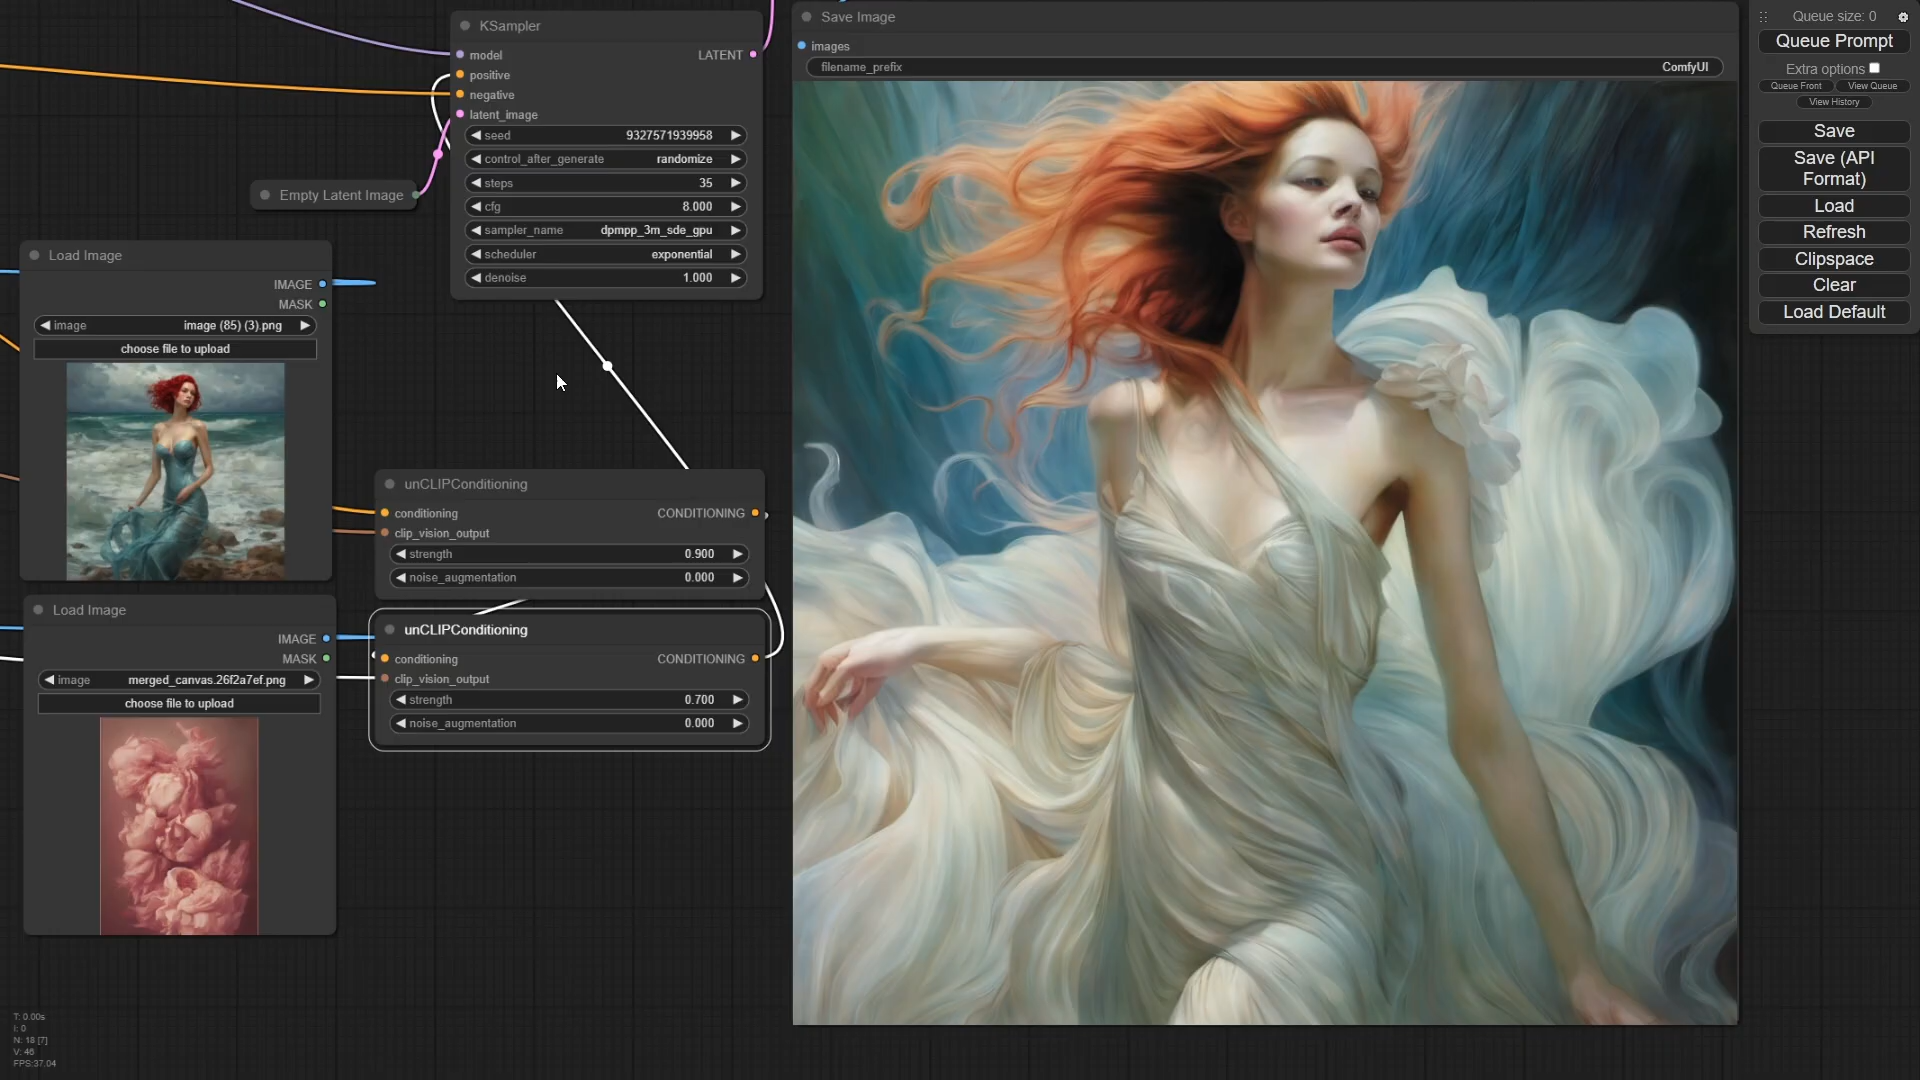 KSampler
model
LATENT
positive
negative
latent_image
seed 9327571939958
control_after_generate randomize
steps 35
cfg 8.000
sampler_name dpmpp_3m_sde_gpu
scheduler exponential
denoise 1.000
Empty Latent Image
Load Image
IMAGE
MASK
image image (85) (3).png
choose file to upload
unCLIPConditioning
conditioning CONDITIONING
clip_vision_output
strength 0.900
noise_augmentation 0.000
Load Image
IMAGE
MASK
image merged_canvas.26f2a7ef.png
choose file to upload
unCLIPConditioning
conditioning CONDITIONING
clip_vision_output
strength 0.700
noise_augmentation 0.000
Save Image
images
filename_prefix ComfyUI
Queue size: 0
Queue Prompt
Extra options
Queue Front View Queue
View History
Save
Save (API
Format)
Load
Refresh
Clipspace
Clear
Load Default
T: 0.00s
I: 0
N: 18 [7]
V: 46
FPS:37.04